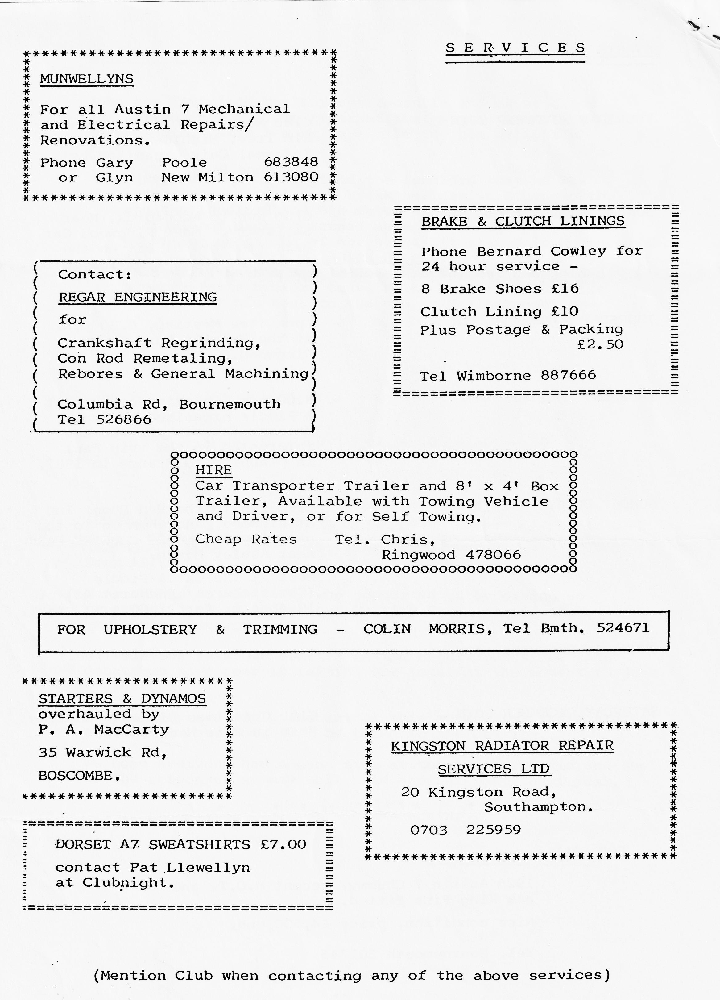 S E R V I C E S
MUNWELLYNS
For all Austin 7 Mechanical
and Electrical Repairs/
Renovations.
Phone Gary Poole 683848
or Glyn New Milton 613080
BRAKE & CLUTCH LININGS
Phone Bernard Cowley for
24 hour service -
8 Brake Shoes £16
Clutch Lining £10
Plus Postage & Packing
£2.50
Tel Wimborne 887666
Contact:
REGAR ENGINEERING
for
Crankshaft Regrinding,
Con Rod Remetaling,
Rebores & General Machining
Columbia Rd, Bournemouth
Tel 526866
HIRE
Car Transporter Trailer and 8' x 4' Box
Trailer, Available with Towing Vehicle
and Driver, or for Self Towing.
Cheap Rates Tel. Chris,
Ringwood 478066
FOR UPHOLSTERY & TRIMMING - COLIN MORRIS, Tel Bmth. 524671
STARTERS & DYNAMOS
overhauled by
P. A. MacCarty
35 Warwick Rd,
BOSCOMBE.
KINGSTON RADIATOR REPAIR
SERVICES LTD
20 Kingston Road,
Southampton.
0703 225959
DORSET A7 SWEATSHIRTS £7.00
contact Pat Llewellyn
at Clubnight.
(Mention Club when contacting any of the above services)